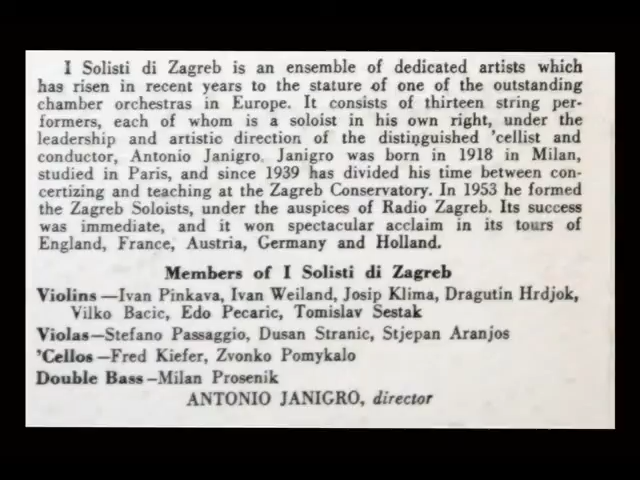 I Solisti di Zagreb is an ensemble of dedicated artists which
has risen in recent years to the stature of one of the outstanding
chamber orchestras in Europe. It consists of thirteen string per-
formers, each of whom is a soloist in his own right, under the
leadership and artistic direction of the distinguished 'cellist and
conductor, Antonio Janigro. Janigro was born in 1918 in Milan,
studied in Paris, and since 1939 has divided his time between con-
certizing and teaching at the Zagreb Conservatory. In 1953 he formed
the Zagreb Soloists, under the auspices of Radio Zagreb. Its success
was immediate, and it won spectacular acclaim in its tours of
England, France, Austria, Germany and Holland.
Members of I Solisti di Zagreb
Violins—Ivan Pinkava, Ivan Weiland, Josip Klima, Dragutin Hrdjok,
Vilko Bacic, Edo Pecaric, Tomislav Sestak
Violas—Stefano Passaggio, Dusan Stranic, Stjepan Aranjos
'Cellos—Fred Kiefer, Zvonko Pomykalo
Double Bass—Milan Prosenik
ANTONIO JANIGRO, director